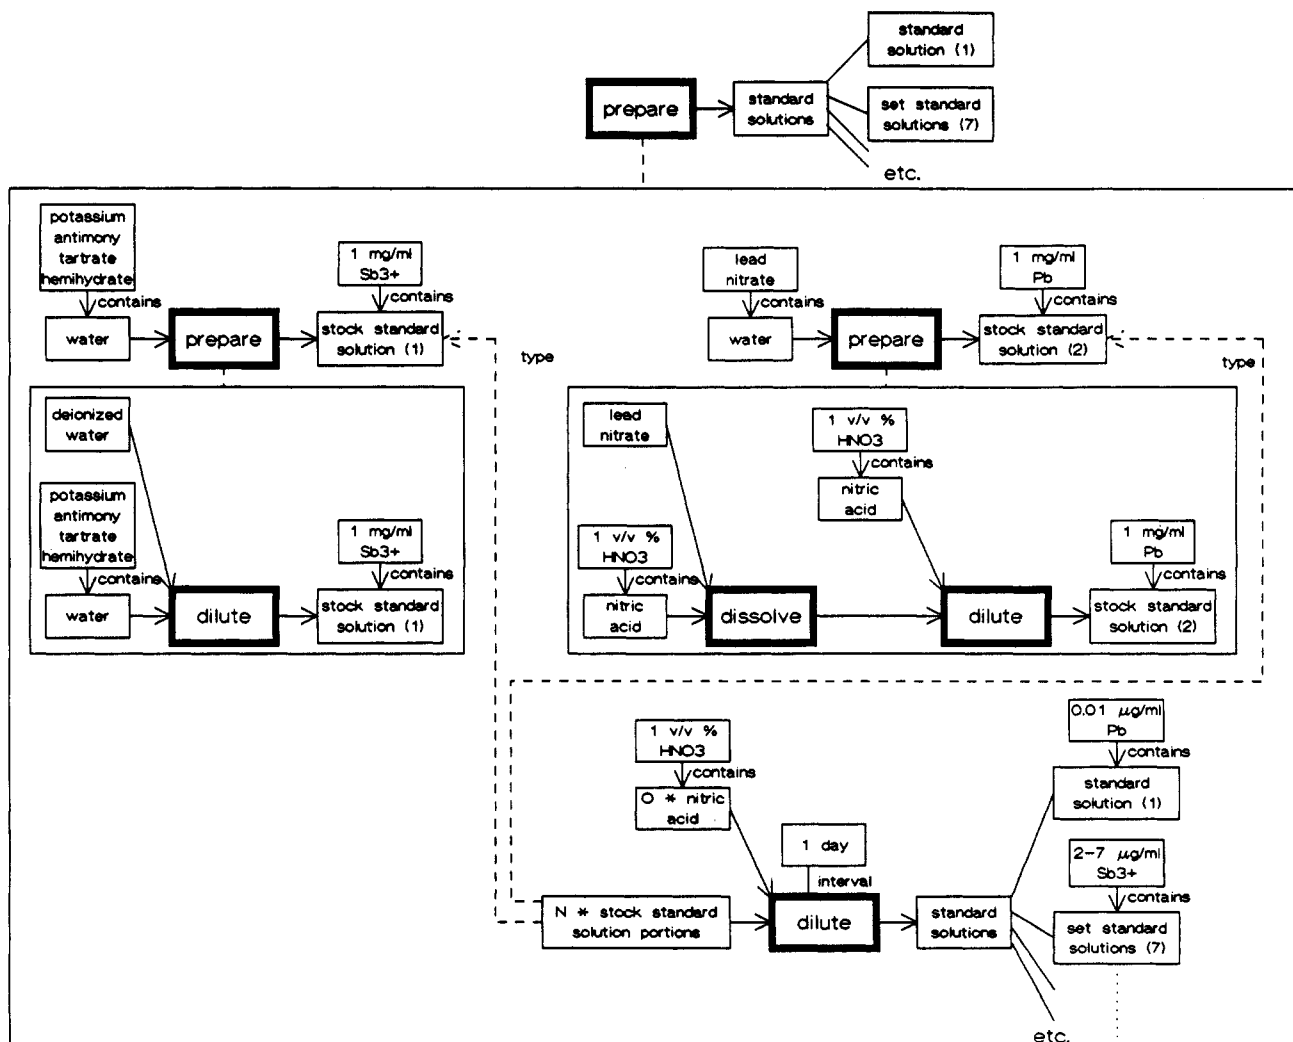 standard
solution (1)
prepare
standard
solutions
set standard
solutions (7)
etc.
potassium
antimony
tartrate
hemihydrate
contains
water
prepare
1 mg/ml
Sb3+
contains
stock standard
solution (1)
type
lead
nitrate
contains
water
prepare
1 mg/ml
Pb
contains
stock standard
solution (2)
type
deionized
water
potassium
antimony
tartrate
hemihydrate
contains
water
dilute
1 mg/ml
Sb3+
contains
stock standard
solution (1)
lead
nitrate
1 v/v %
HNO3
contains
nitric
acid
1 v/v %
HNO3
contains
nitric
acid
dissolve
dilute
1 mg/ml
Pb
contains
stock standard
solution (2)
1 v/v %
HNO3
contains
O * nitric
acid
1 day
interval
N * stock standard
solution portions
dilute
standard
solutions
0.01 μg/ml
Pb
contains
standard
solution (1)
2-7 μg/ml
Sb3+
contains
set standard
solutions (7)
etc.